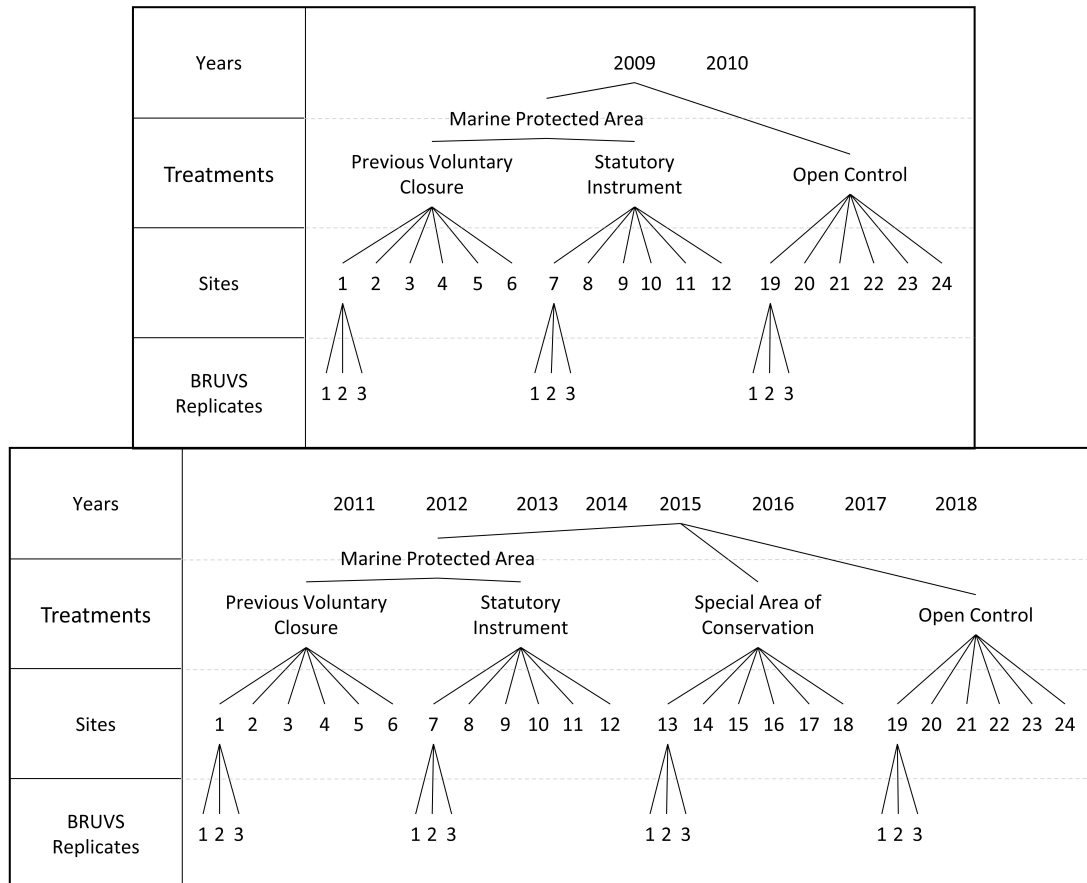 Years 2009 2010
Marine Protected Area
Treatments
Previous Voluntary
Closure
Statutory
Instrument
Open Control
Sites 1 2 3 4 5 6 7 8 9 10 11 12 19 20 21 22 23 24
BRUVS
Replicates
1 2 3 1 2 3 1 2 3
Years 2011 2012 2013 2014 2015 2016 2017 2018
Marine Protected Area
Treatments
Previous Voluntary
Closure
Statutory
Instrument
Special Area of
Conservation
Open Control
Sites 1 2 3 4 5 6 7 8 9 10 11 12 13 14 15 16 17 18 19 20 21 22 23 24
BRUVS
Replicates
1 2 3 1 2 3 1 2 3 1 2 3